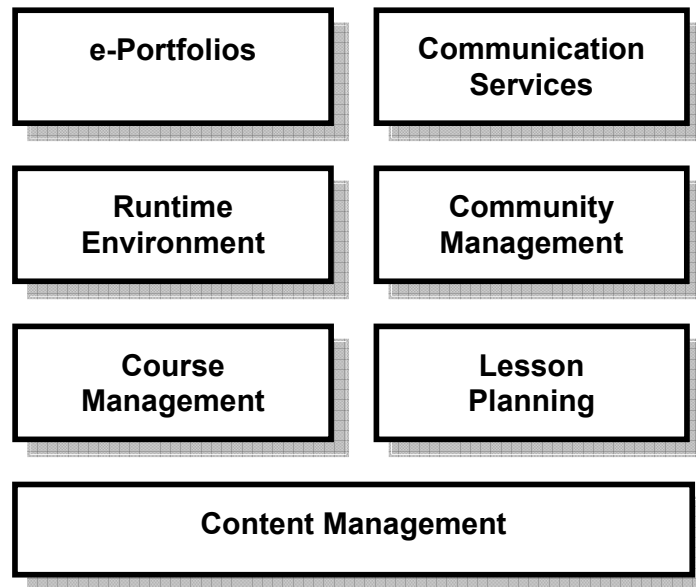 e-Portfolios
Communication
Services
Runtime
Environment
Community
Management
Course
Management
Lesson
Planning
Content Management